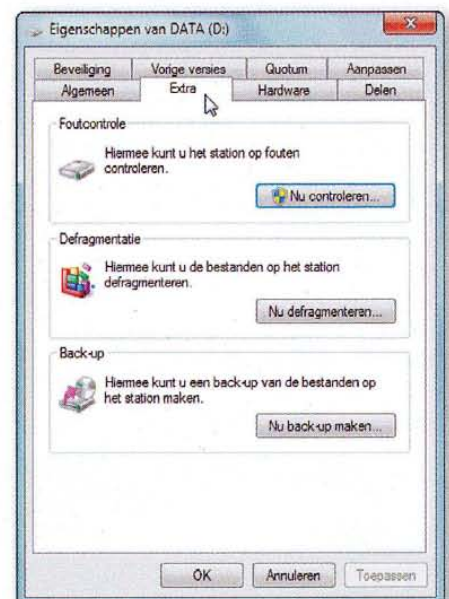 Eigenschappen van DATA (D:)
Beveiliging Vorige versies Quotum Aanpassen
Algemeen Extra Hardware Delen
Foutcontrole
Hiermee kunt u het station op fouten
controleren.
Nu controleren...
Defragmentatie
Hiermee kunt u de bestanden op het station
defragmenteren.
Nu defragmenteren...
Back-up
Hiermee kunt u een back-up van de bestanden op
het station maken.
Nu back-up maken...
OK Annuleren Toepassen